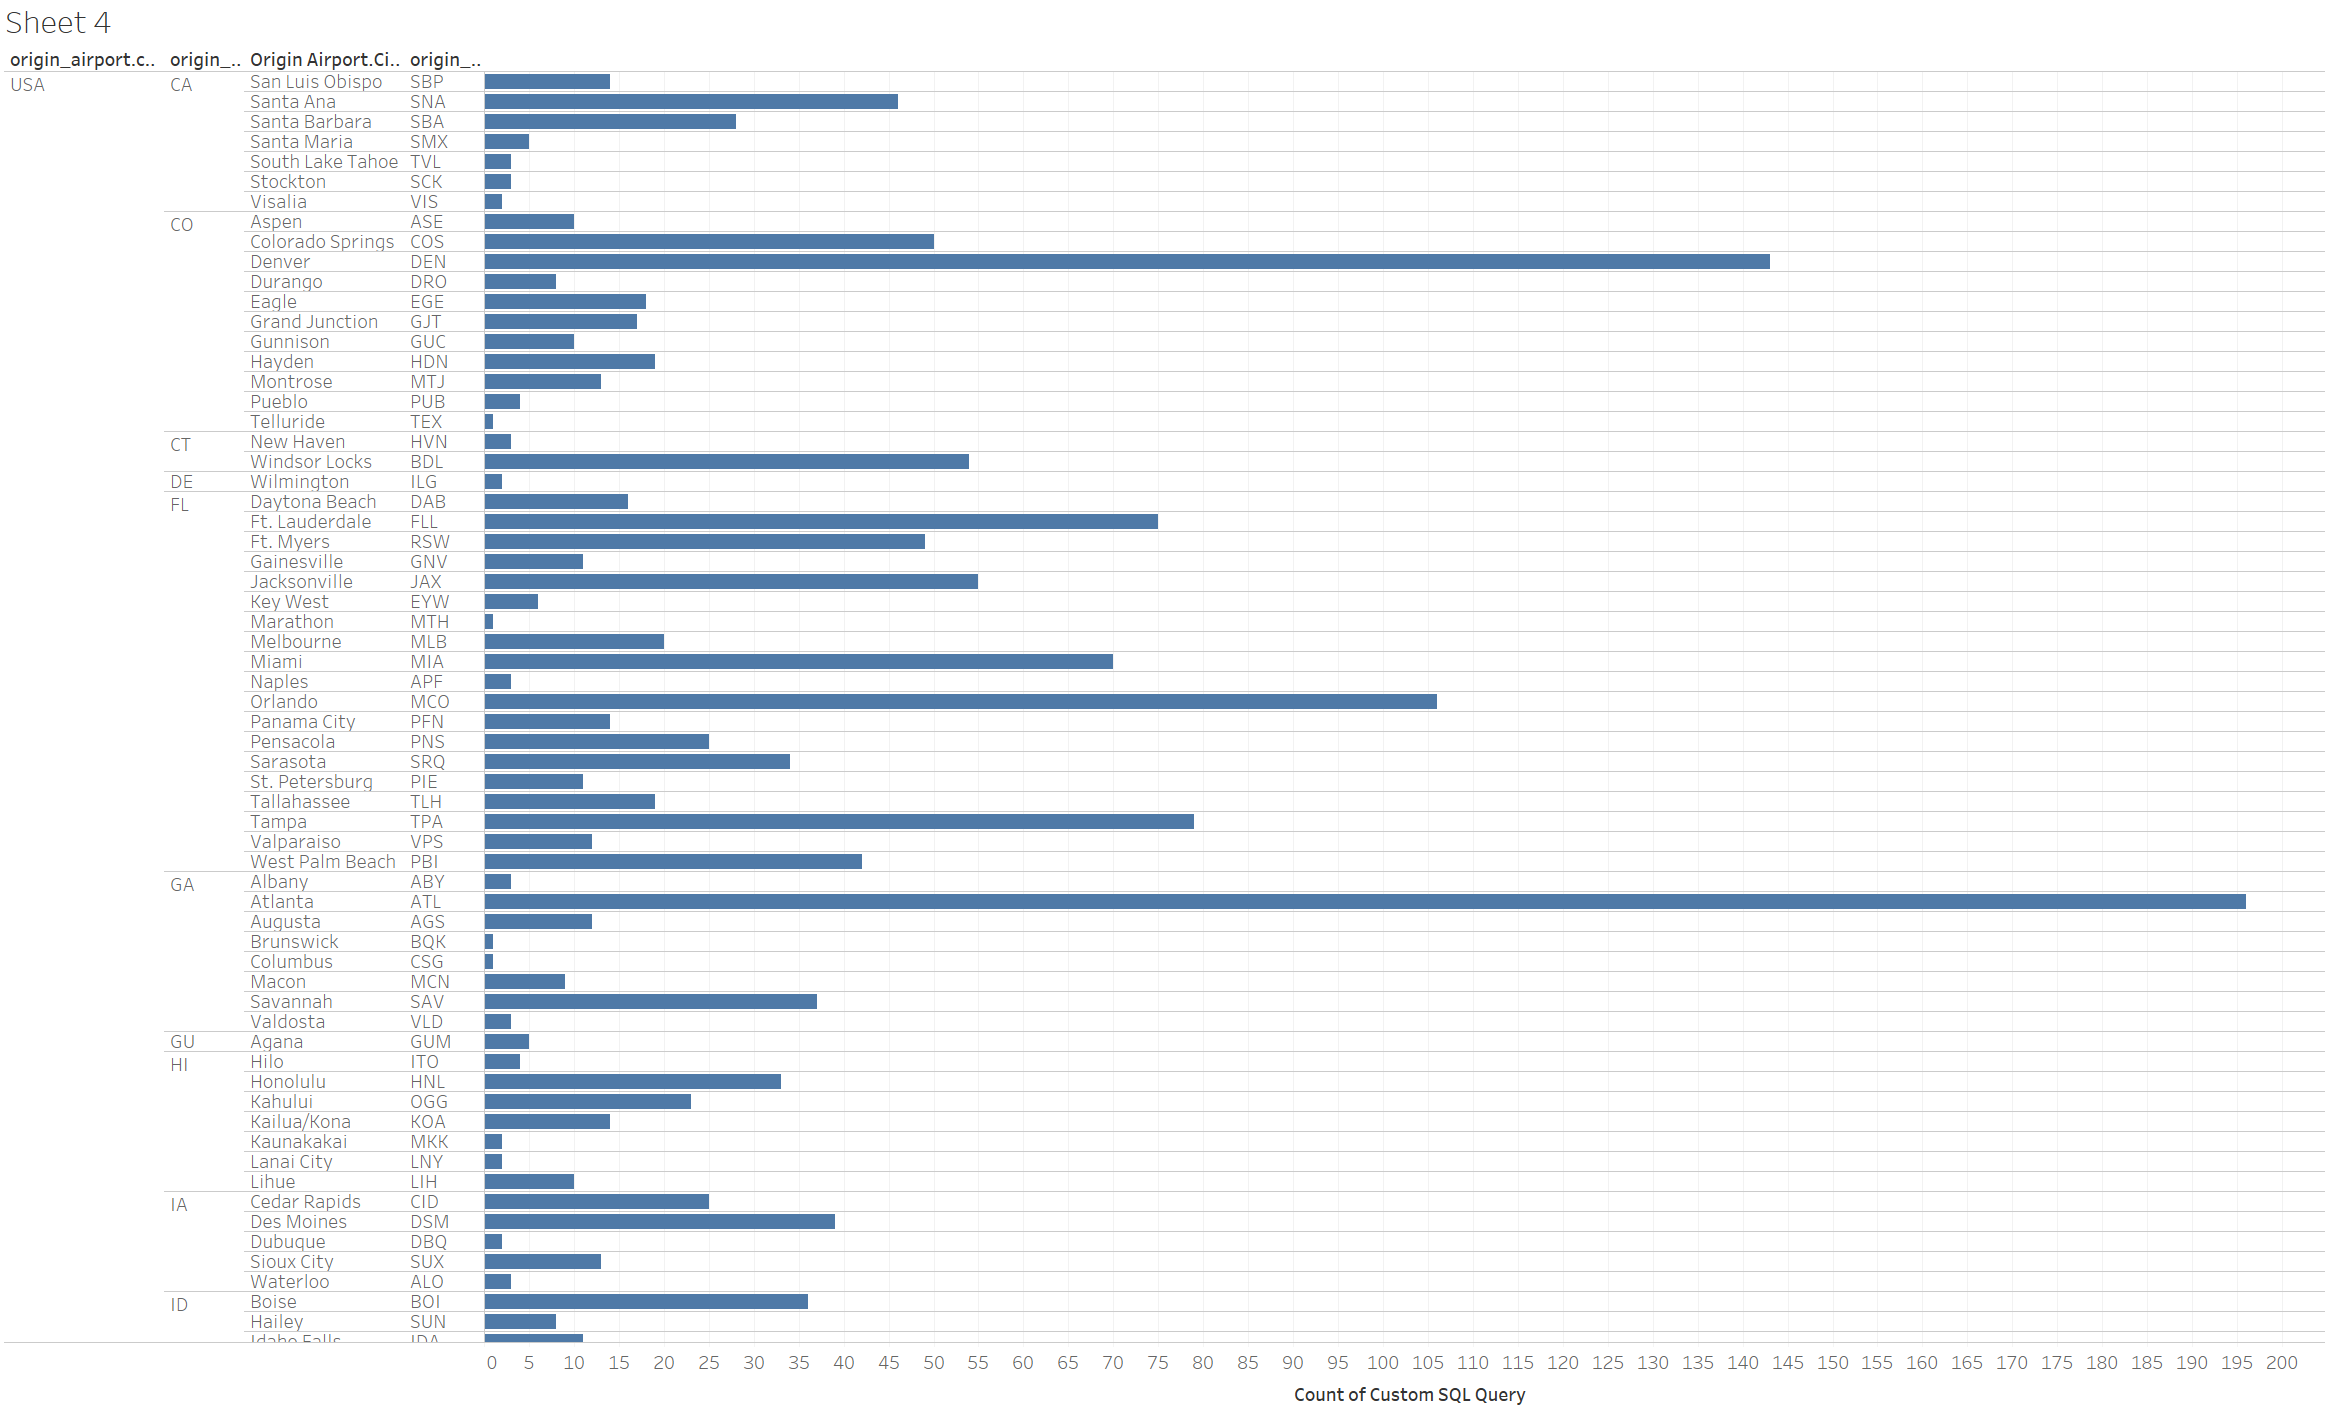 Sheet 4
origin_airport.c.. origin_.. Origin Airport.Ci.. origin_..
USA CA San Luis Obispo SBP
Santa Ana SNA
Santa Barbara SBA
Santa Maria SMX
South Lake Tahoe TVL
Stockton SCK
Visalia VIS
CO Aspen ASE
Colorado Springs COS
Denver DEN
Durango DRO
Eagle EGE
Grand Junction GJT
Gunnison GUC
Hayden HDN
Montrose MTJ
Pueblo PUB
Telluride TEX
CT New Haven HVN
Windsor Locks BDL
DE Wilmington ILG
FL Daytona Beach DAB
Ft. Lauderdale FLL
Ft. Myers RSW
Gainesville GNV
Jacksonville JAX
Key West EYW
Marathon MTH
Melbourne MLB
Miami MIA
Naples APF
Orlando MCO
Panama City PFN
Pensacola PNS
Sarasota SRQ
St. Petersburg PIE
Tallahassee TLH
Tampa TPA
Valparaiso VPS
West Palm Beach PBI
GA Albany ABY
Atlanta ATL
Augusta AGS
Brunswick BQK
Columbus CSG
Macon MCN
Savannah SAV
Valdosta VLD
GU Agana GUM
HI Hilo ITO
Honolulu HNL
Kahului OGG
Kailua/Kona KOA
Kaunakakai MKK
Lanai City LNY
Lihue LIH
IA Cedar Rapids CID
Des Moines DSM
Dubuque DBQ
Sioux City SUX
Waterloo ALO
ID Boise BOI
Hailey SUN
Idaho Falls IDA
0 5 10 15 20 25 30 35 40 45 50 55 60 65 70 75 80 85 90 95 100 105 110 115 120 125 130 135 140 145 150 155 160 165 170 175 180 185 190 195 200
Count of Custom SQL Query